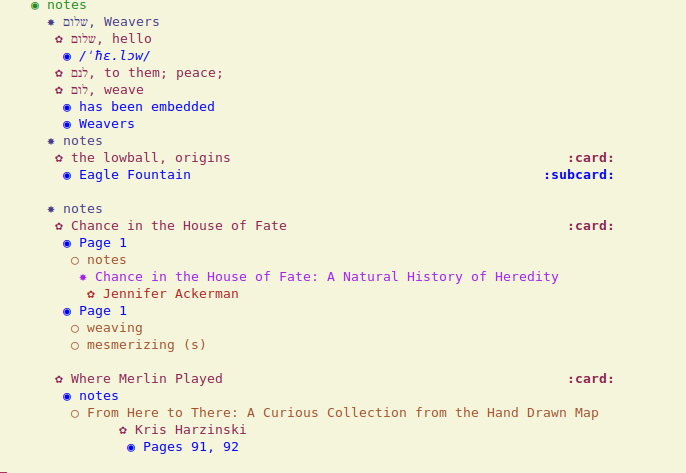 notes
שלום, Weavers
שלום, hello
/ˈħɛ.lɔw/
לנם, to them; peace;
לום, weave
has been embedded
Weavers
notes
the lowball, origins :card:
Eagle Fountain :subcard:
notes
Chance in the House of Fate :card:
Page 1
notes
Chance in the House of Fate: A Natural History of Heredity
Jennifer Ackerman
Page 1
weaving
mesmerizing (s)
Where Merlin Played :card:
notes
From Here to There: A Curious Collection from the Hand Drawn Map
Kris Harzinski
Pages 91, 92